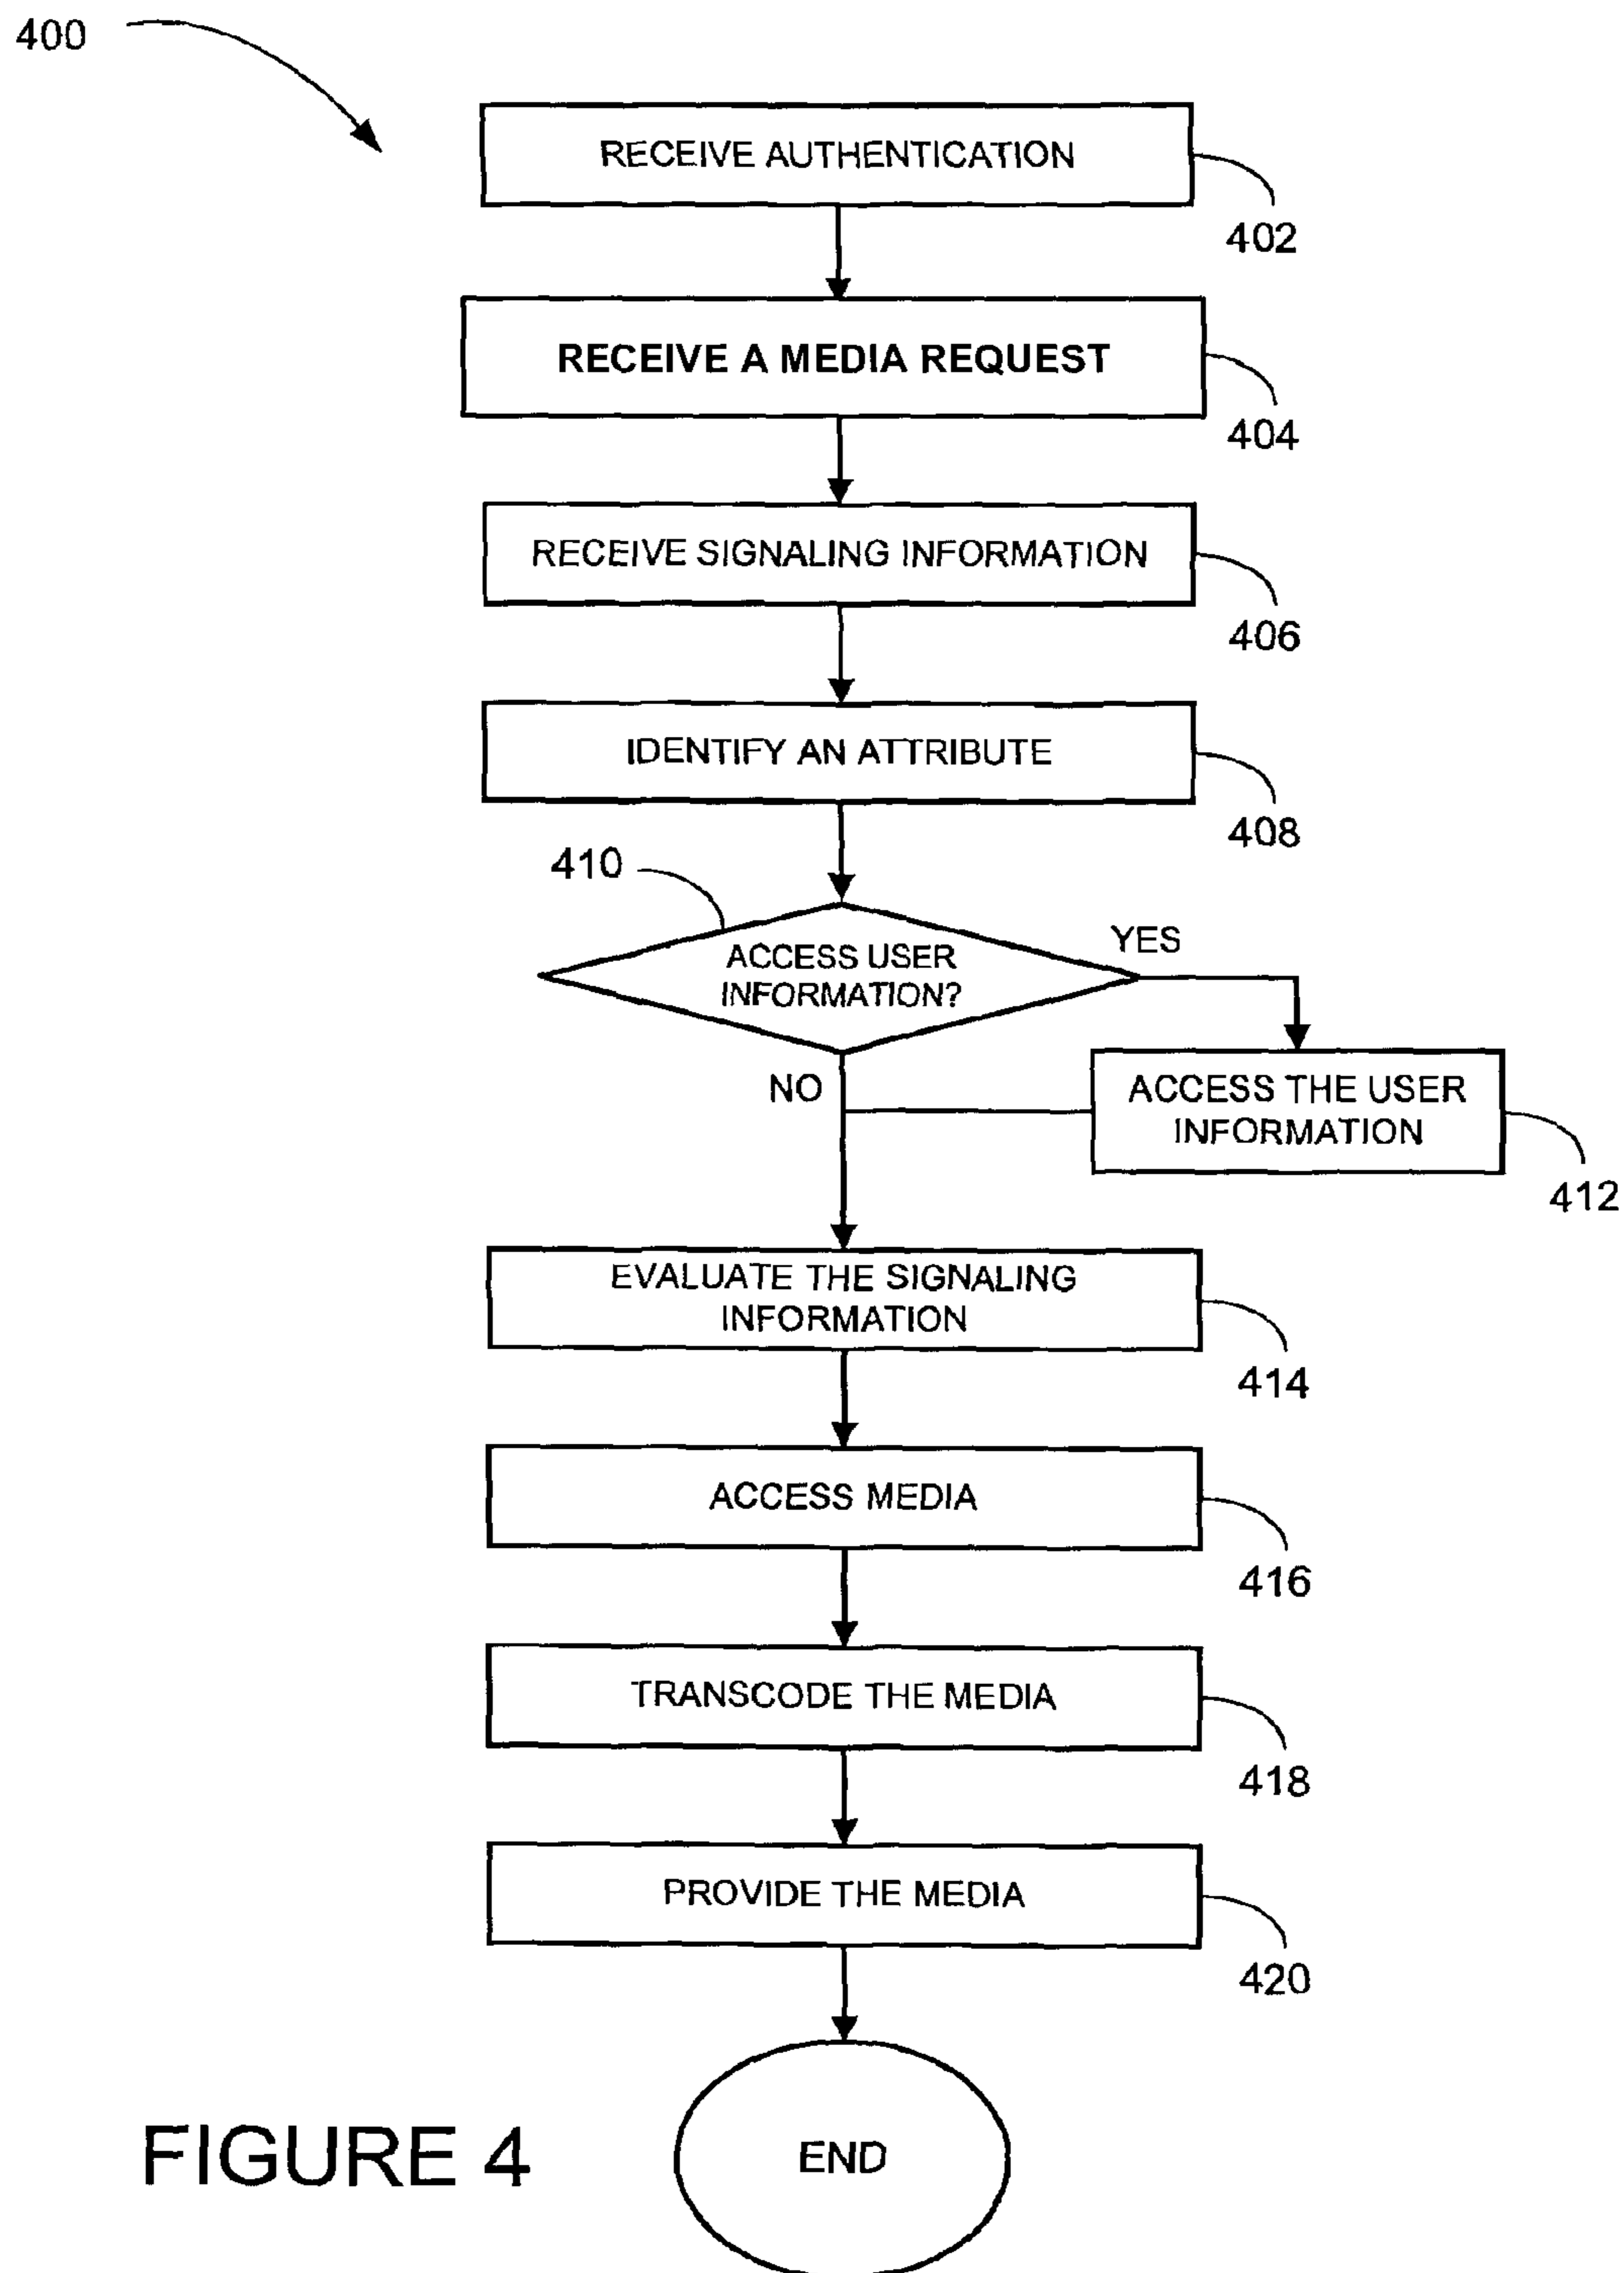 400
RECEIVE AUTHENTICATION
402
RECEIVE A MEDIA REQUEST
404
RECEIVE SIGNALING INFORMATION
406
IDENTIFY AN ATTRIBUTE
408
410
ACCESS USER
INFORMATION?
YES
NO
ACCESS THE USER
INFORMATION
412
EVALUATE THE SIGNALING
INFORMATION
414
ACCESS MEDIA
416
TRANSCODE THE MEDIA
418
PROVIDE THE MEDIA
420
END
FIGURE 4